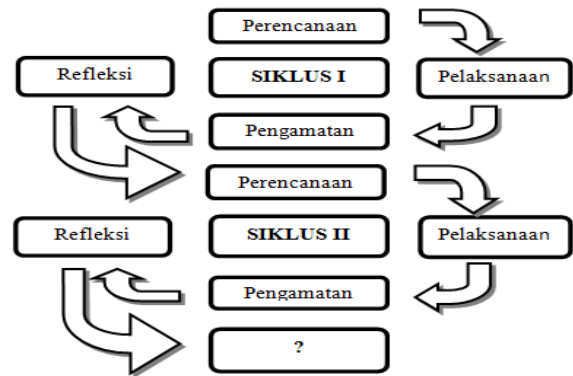 Perencanaan
Refleksi
SIKLUS I
Pelaksanaan
Pengamatan
Perencanaan
Refleksi
SIKLUS II
Pelaksanaan
Pengamatan
?